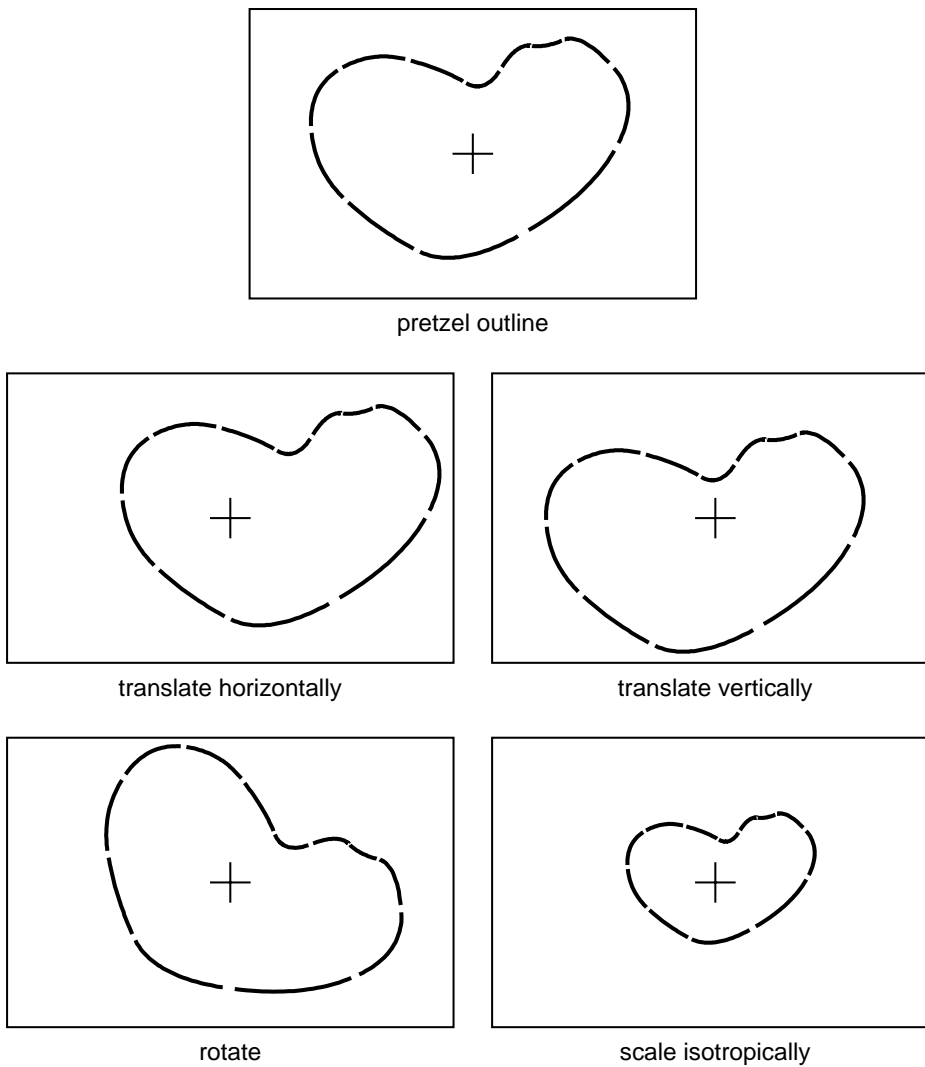 pretzel outline
translate horizontally
translate vertically
rotate
scale isotropically